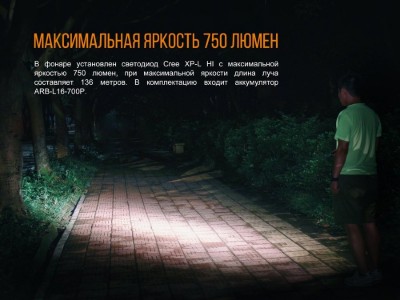 МАКСИМАЛЬНАЯ ЯРКОСТЬ 750 ЛЮМЕН
В фонаре установлен светодиод Cree XP-L HI с максимальной
яркостью 750 люмен, при максимальной яркости длина луча
составляет 136 метров. В комплектацию входит аккумулятор
ARB-L16-700P.